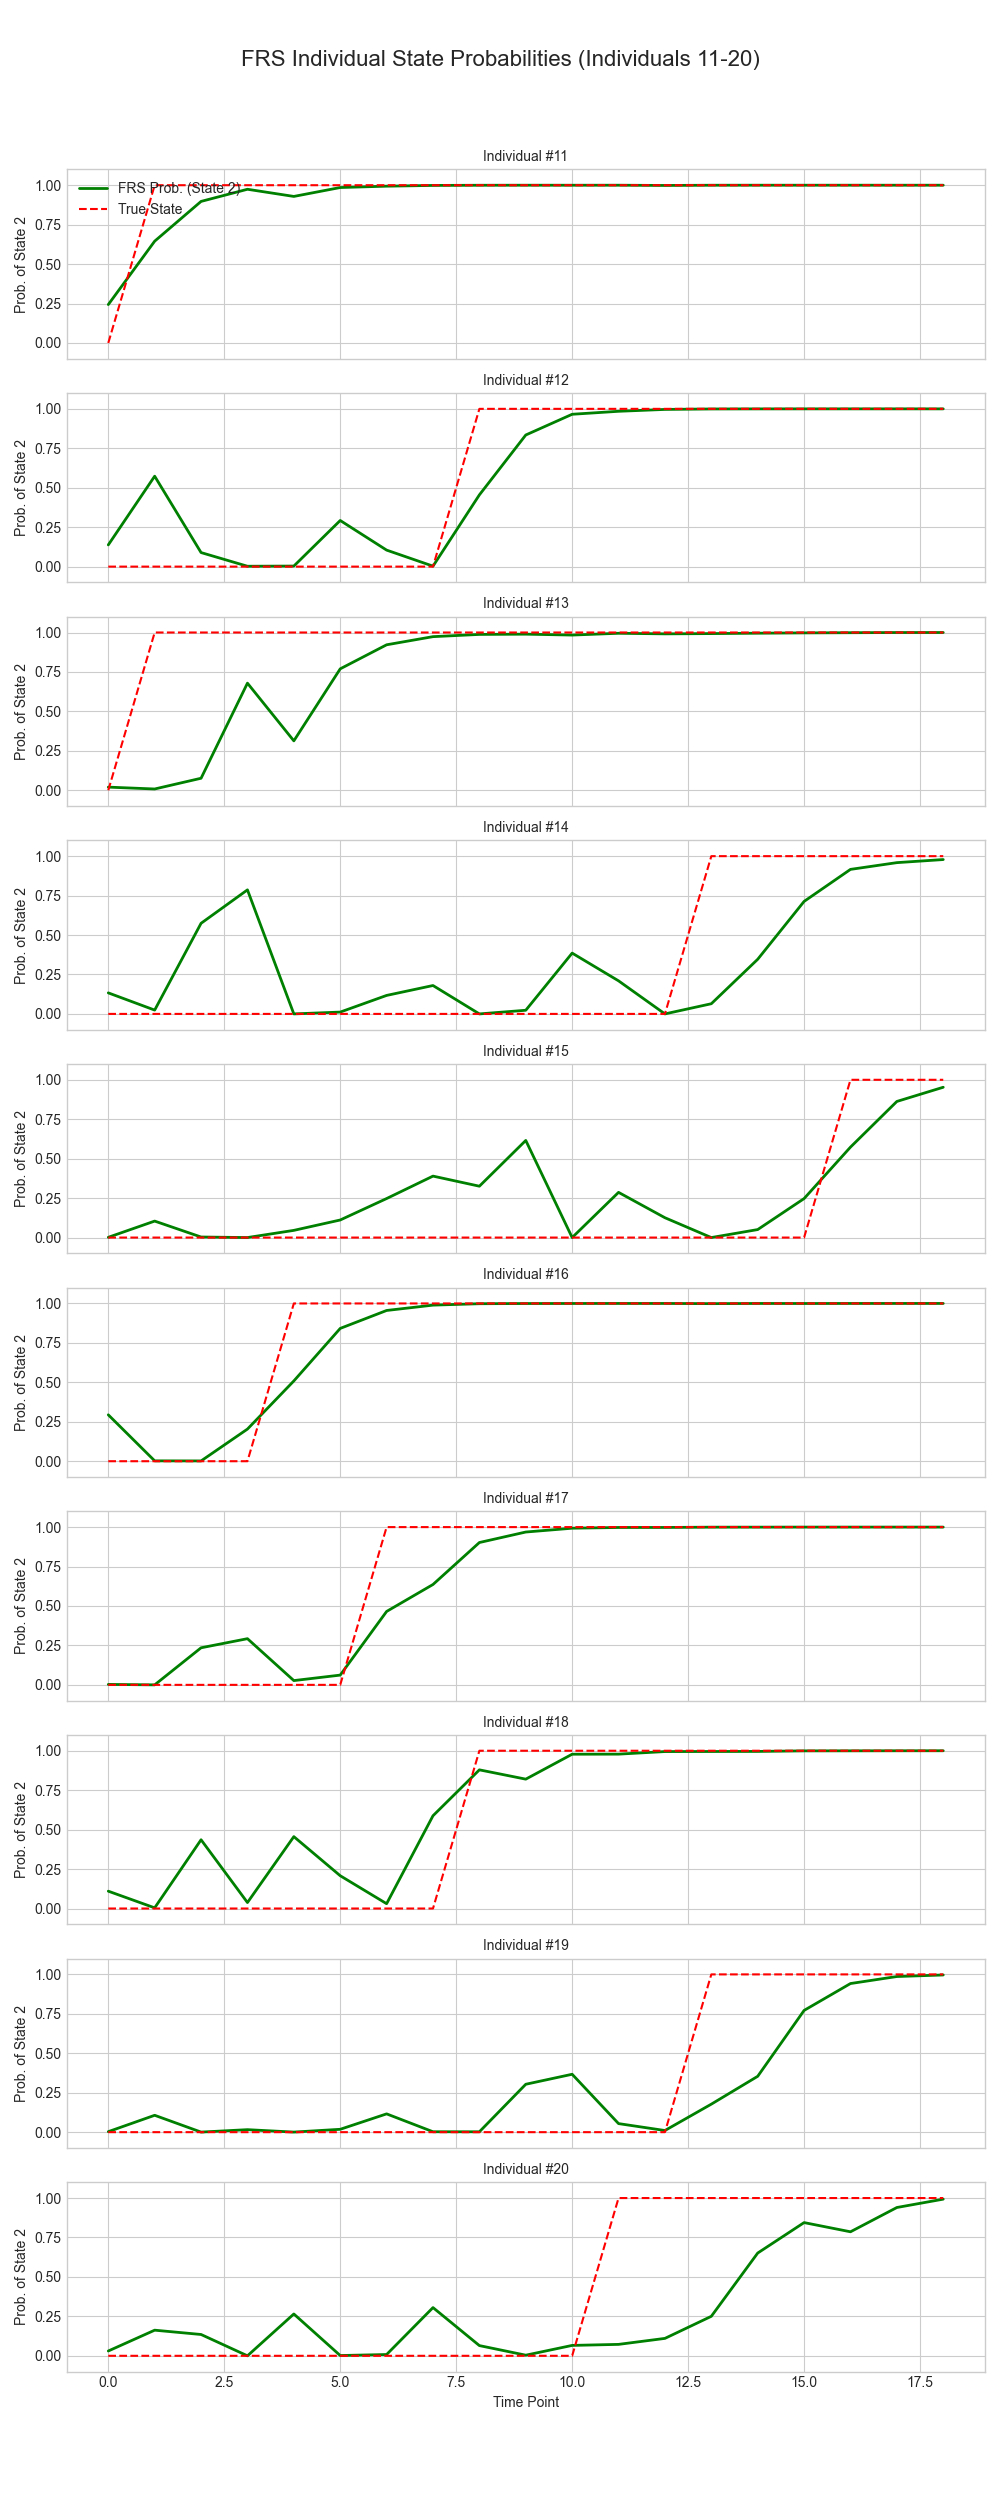 FRS Individual State Probabilities (Individuals 11-20)
Individual #11
1.00
0.75
0.50
0.25
0.00
Prob. of State 2
FRS Prob. (State 2)
True State
Individual #12
1.00
0.75
0.50
0.25
0.00
Prob. of State 2
Individual #13
1.00
0.75
0.50
0.25
0.00
Prob. of State 2
Individual #14
1.00
0.75
0.50
0.25
0.00
Prob. of State 2
Individual #15
1.00
0.75
0.50
0.25
0.00
Prob. of State 2
Individual #16
1.00
0.75
0.50
0.25
0.00
Prob. of State 2
Individual #17
1.00
0.75
0.50
0.25
0.00
Prob. of State 2
Individual #18
1.00
0.75
0.50
0.25
0.00
Prob. of State 2
Individual #19
1.00
0.75
0.50
0.25
0.00
Prob. of State 2
Individual #20
1.00
0.75
0.50
0.25
0.00
Prob. of State 2
0.0 2.5 5.0 7.5 10.0 12.5 15.0 17.5
Time Point